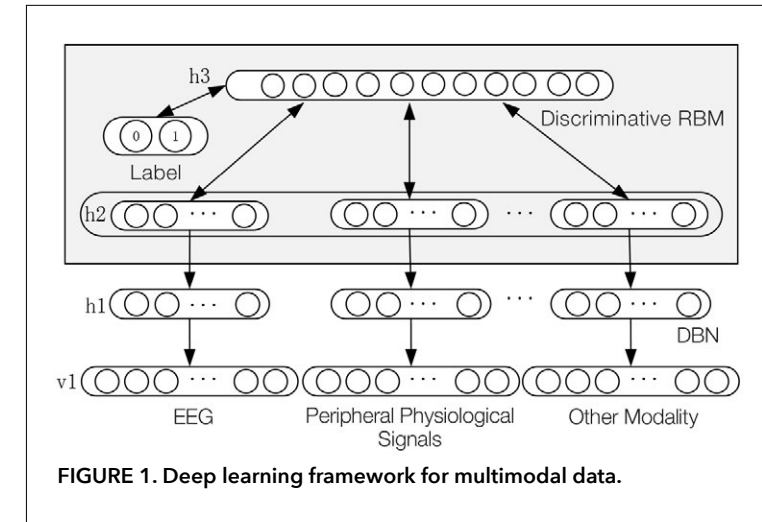 h3
Discriminative RBM
0 1
Label
h2 ... ... ... ...
h1 ... ... ... ...
DBN
v1 ... ... ...
EEG
Peripheral Physiological
Signals
Other Modality
FIGURE 1. Deep learning framework for multimodal data.